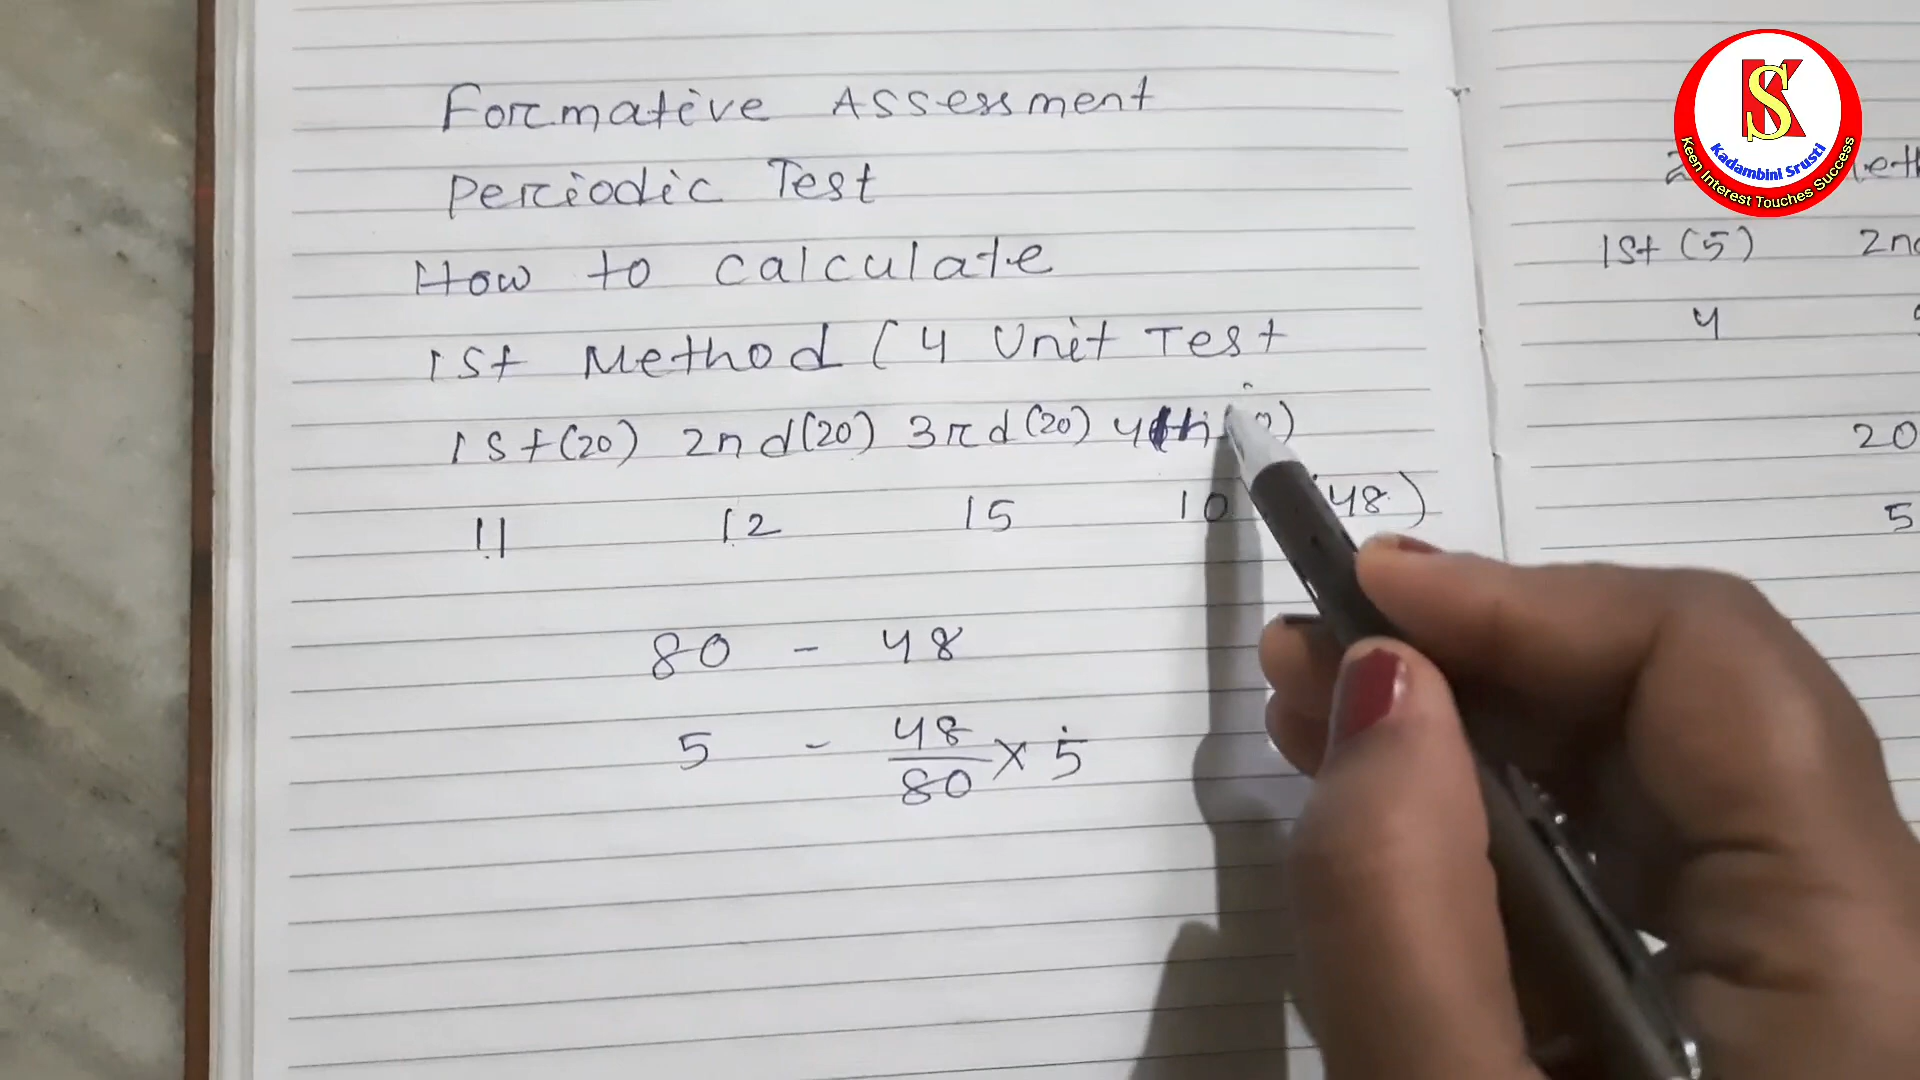 Formative Assessment
Periodic Test
How to calculate
1st Method (4 Unit Test
1st(20) 2nd(20) 3rd(20) 4th
11 12 15 10 48)
80 - 48
5 - 48/80 × 5
1st (5)
4
20
5
KS
Kadambini Srusti
Keen Interest Touches Success